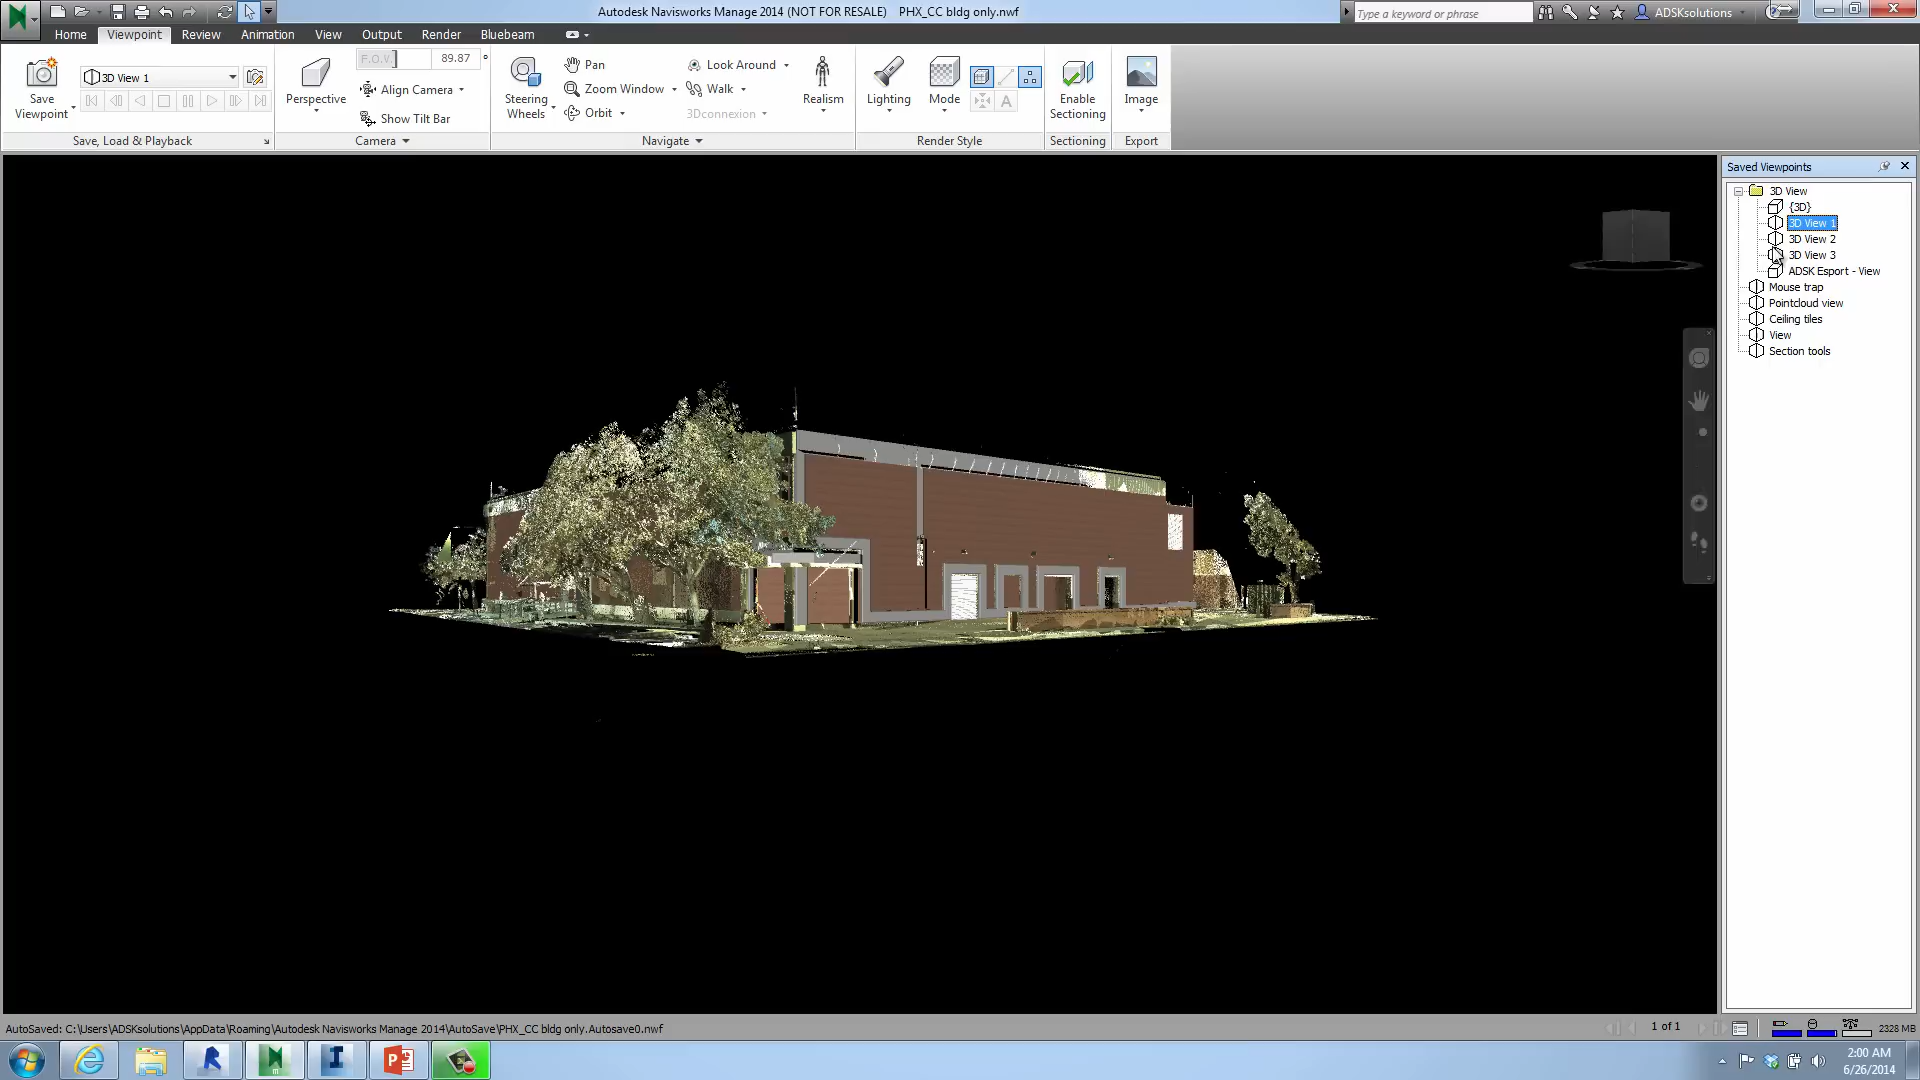 Autodesk Navisworks Manage 2014 (NOT FOR RESALE) PHX_CC bldg only.nwf
Type a keyword or phrase
ADSKsolutions
Home Viewpoint Review Animation View Output Render Bluebeam
Save Viewpoint
3D View 1
Save, Load & Playback
Perspective
F.O.V. 89.87 °
Align Camera
Show Tilt Bar
Camera
Steering Wheels
Pan
Zoom Window
Orbit
Look Around
Walk
3Dconnexion
Realism
Navigate
Lighting
Mode
A
Render Style
Enable Sectioning
Sectioning
Image
Export
Saved Viewpoints
3D View
{3D}
3D View 1
3D View 2
3D View 3
ADSK Esport - View
Mouse trap
Pointcloud view
Ceiling tiles
View
Section tools
AutoSaved: C:\Users\ADSKsolutions\AppData\Roaming\Autodesk Navisworks Manage 2014\AutoSave\PHX_CC bldg only.Autosave0.nwf
1 of 1
2328 MB
2:00 AM
6/26/2014